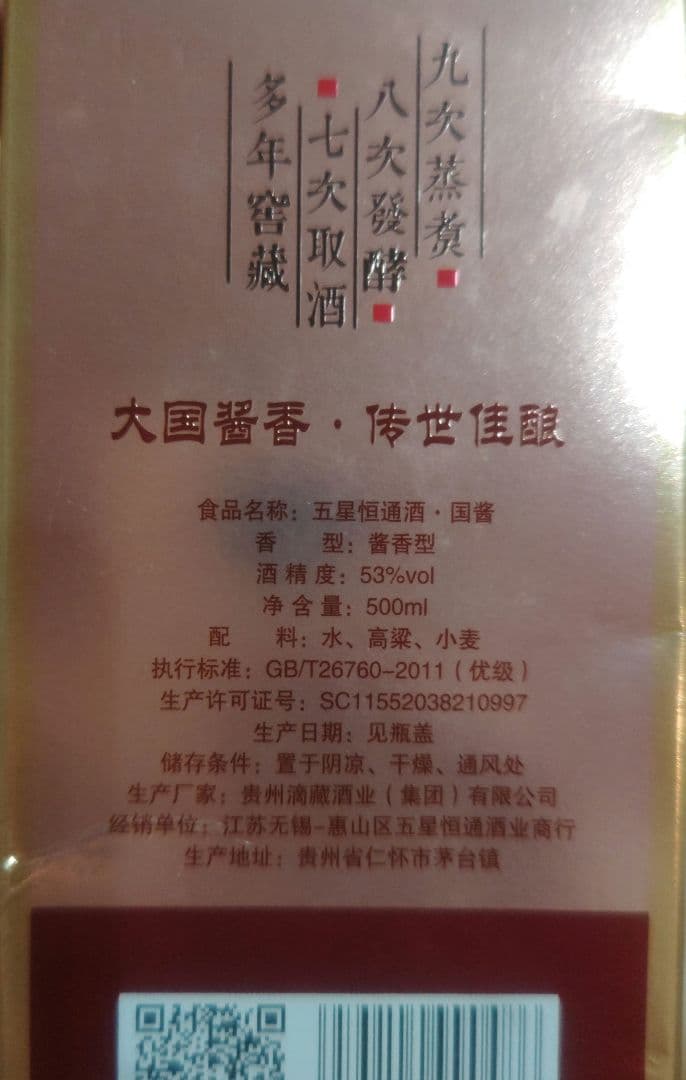 九次蒸煮
八次發酵
七次取酒
多年窖藏
大国酱香·传世佳酿
食品名称：五星恒通酒·国酱
香 型：酱香型
酒精度：53%vol
净含量：500ml
配 料：水、高粱、小麦
执行标准：GB/T26760-2011（优级）
生产许可证号：SC11552038210997
生产日期：见瓶盖
储存条件：置于阴凉、干燥、通风处
生产厂家：贵州滴藏酒业（集团）有限公司
经销单位：江苏无锡-惠山区五星恒通酒业商行
生产地址：贵州省仁怀市茅台镇